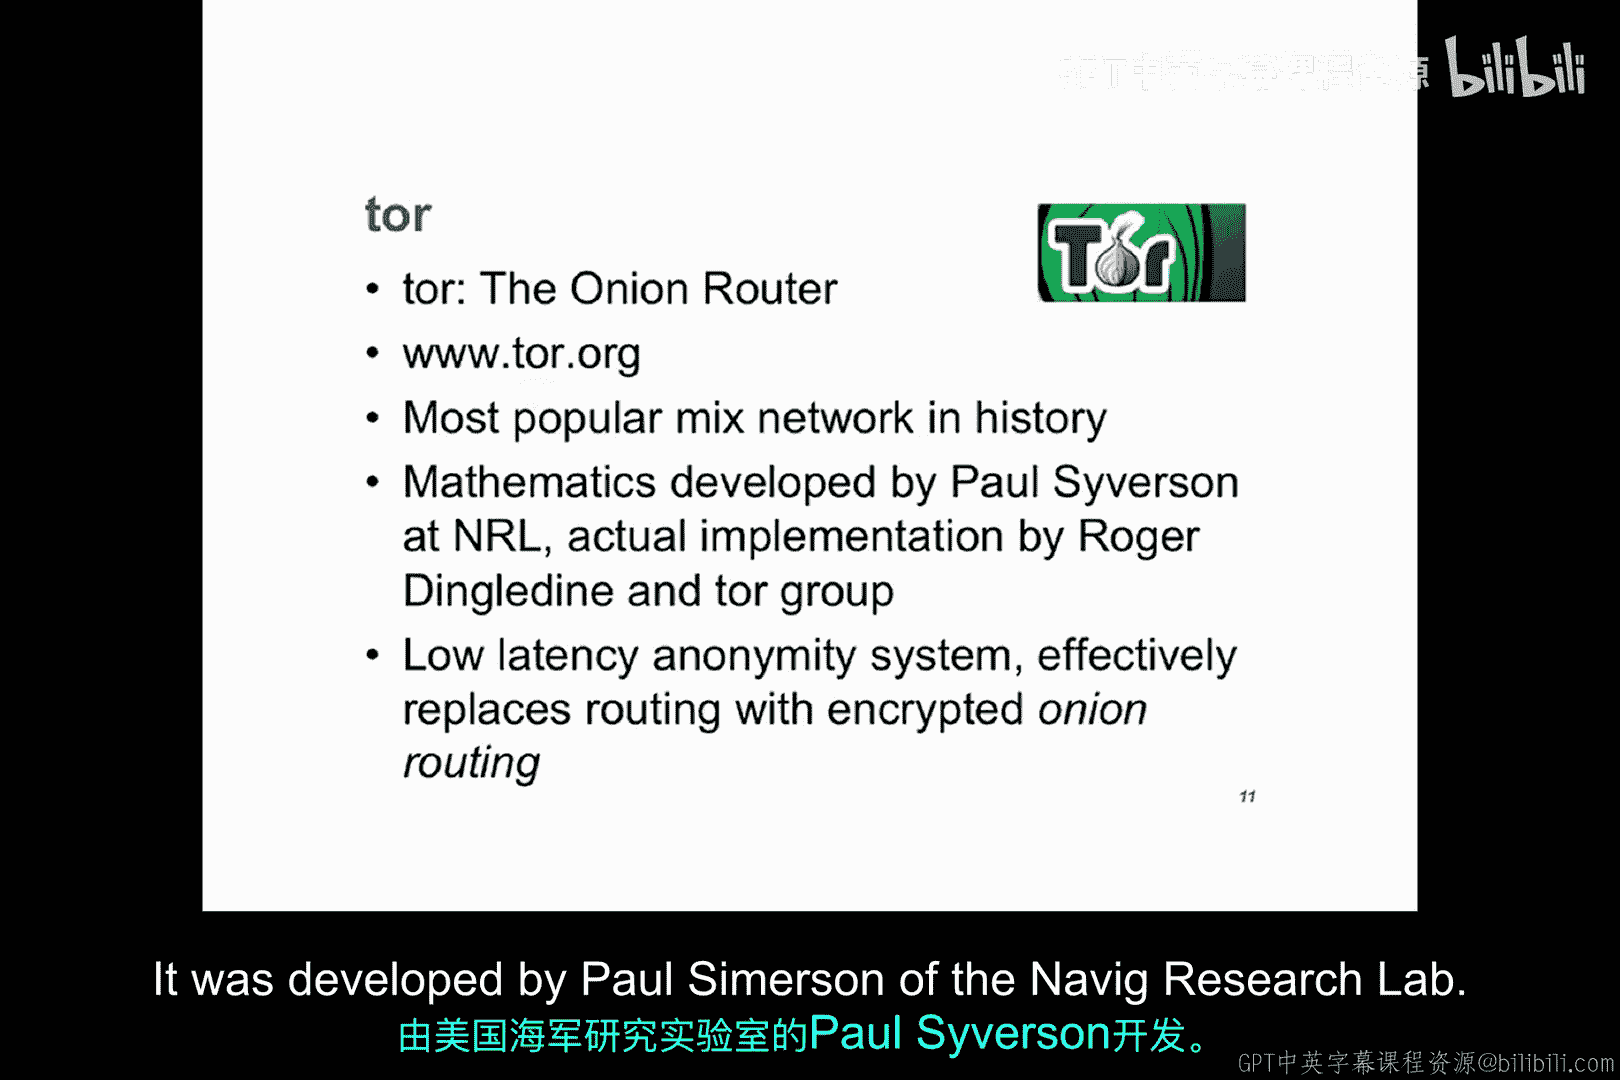 bilibili
tor
Tor
• tor: The Onion Router
• www.tor.org
• Most popular mix network in history
• Mathematics developed by Paul Syverson
at NRL, actual implementation by Roger
Dingledine and tor group
• Low latency anonymity system, effectively
replaces routing with encrypted onion
routing
11
It was developed by Paul Simerson of the Navig Research Lab.
由美国海军研究实验室的Paul Syverson开发。
GPT中英字幕课程资源@bilibili.com